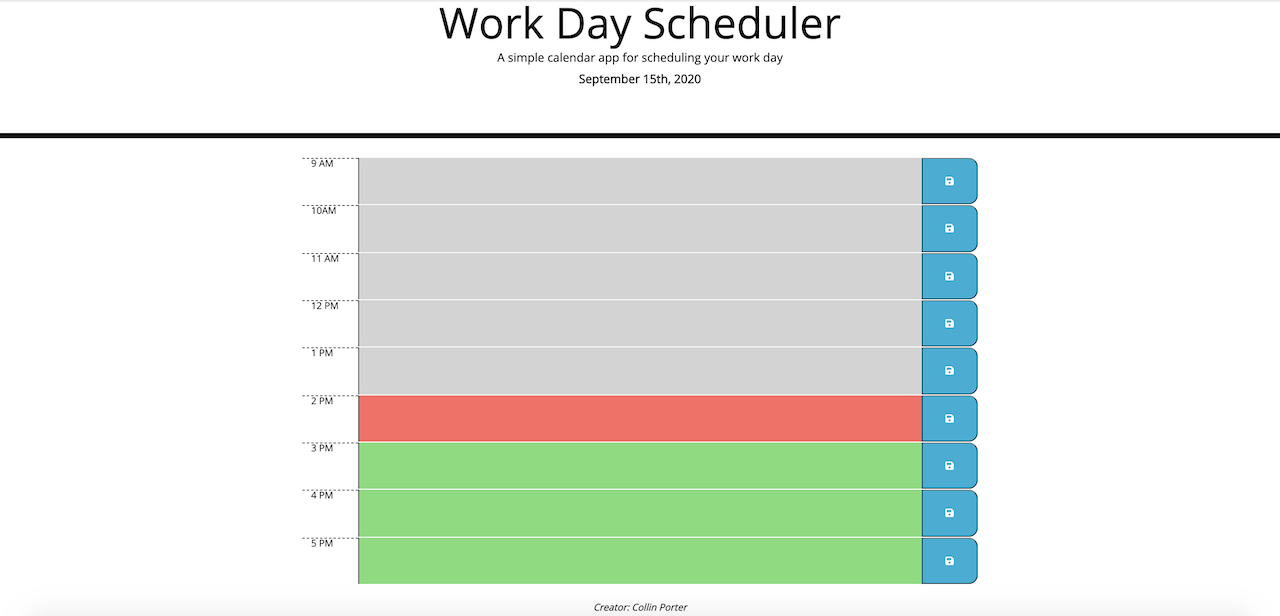 Work Day Scheduler
A simple calendar app for scheduling your work day
September 15th, 2020
9 AM
10AM
11 AM
12 PM
1 PM
2 PM
3 PM
4 PM
5 PM
Creator: Collin Porter